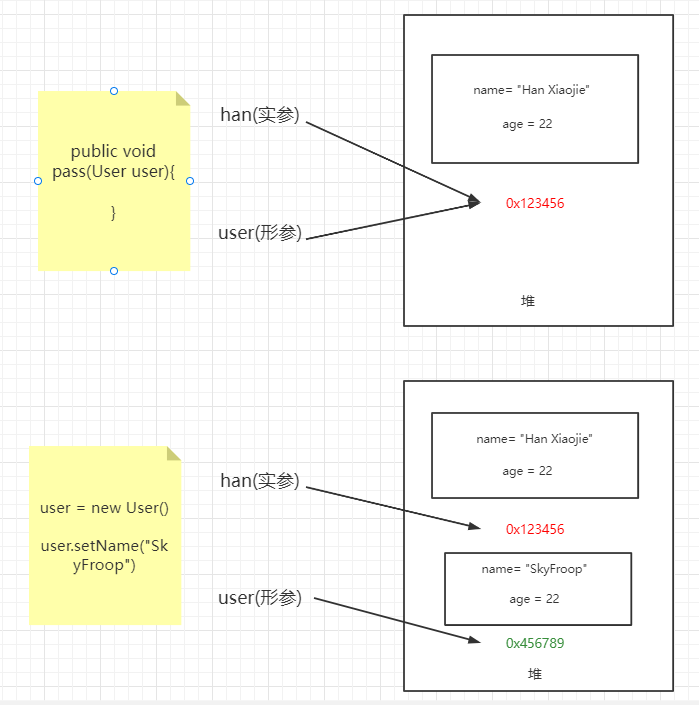 public void
pass(User user){
}
han(实参)
user(形参)
name= "Han Xiaojie"
age = 22
0x123456
堆
user = new User()
user.setName("Sk
yFroop")
han(实参)
user(形参)
name= "Han Xiaojie"
age = 22
0x123456
name= "SkyFroop"
age = 22
0x456789
堆